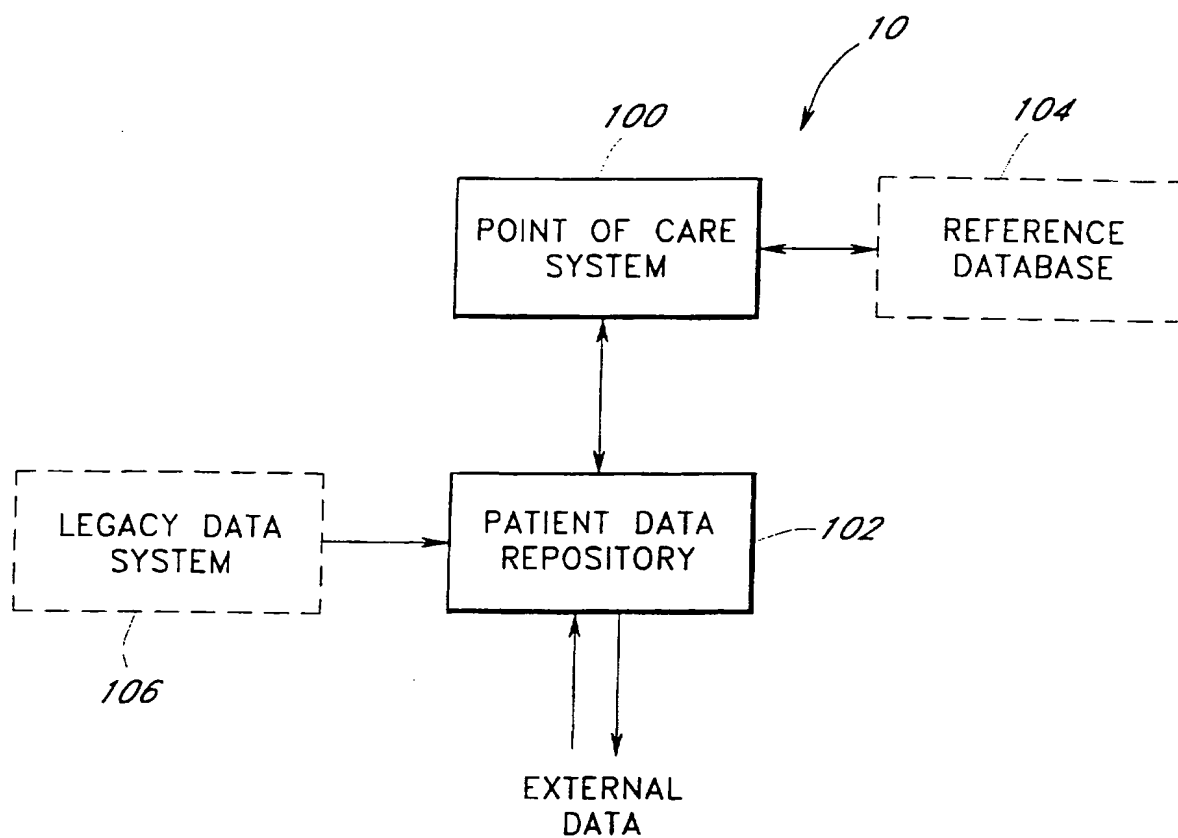 10
100
104
POINT OF CARE
SYSTEM
REFERENCE
DATABASE
LEGACY DATA
SYSTEM
PATIENT DATA
REPOSITORY
102
106
EXTERNAL
DATA